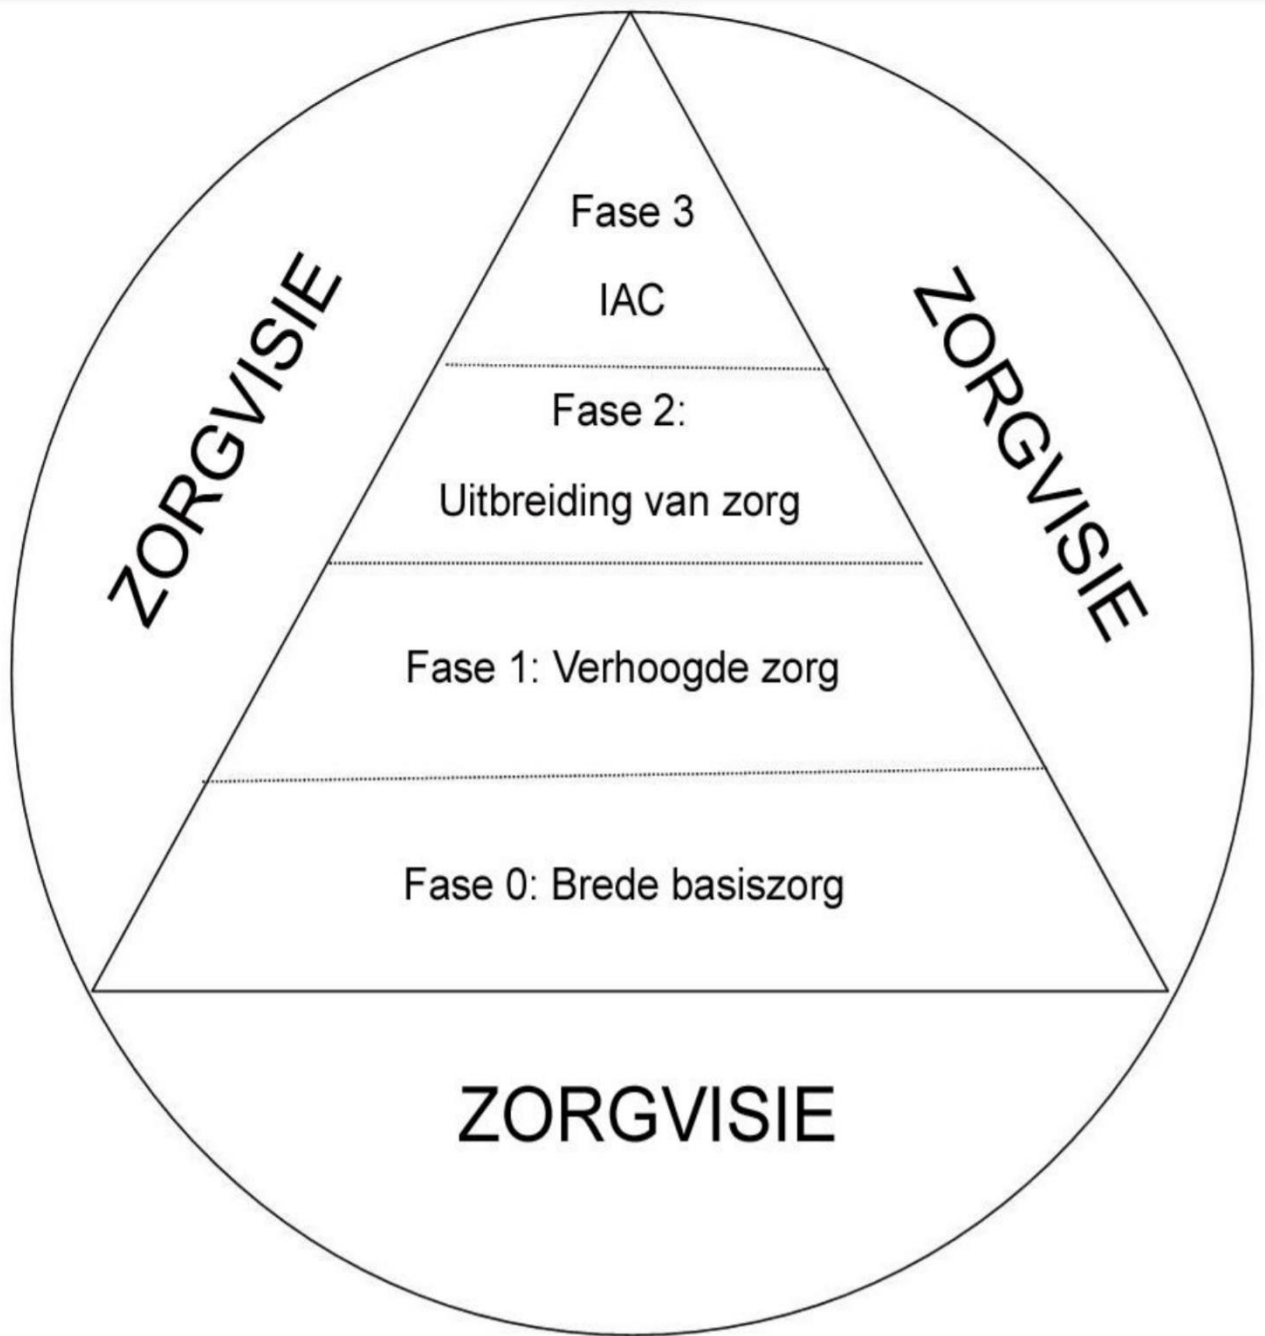 Fase 3
IAC
ZORGVISIE
ZORGVISIE
Fase 2:
Uitbreiding van zorg
Fase 1: Verhoogde zorg
Fase 0: Brede basiszorg
ZORGVISIE